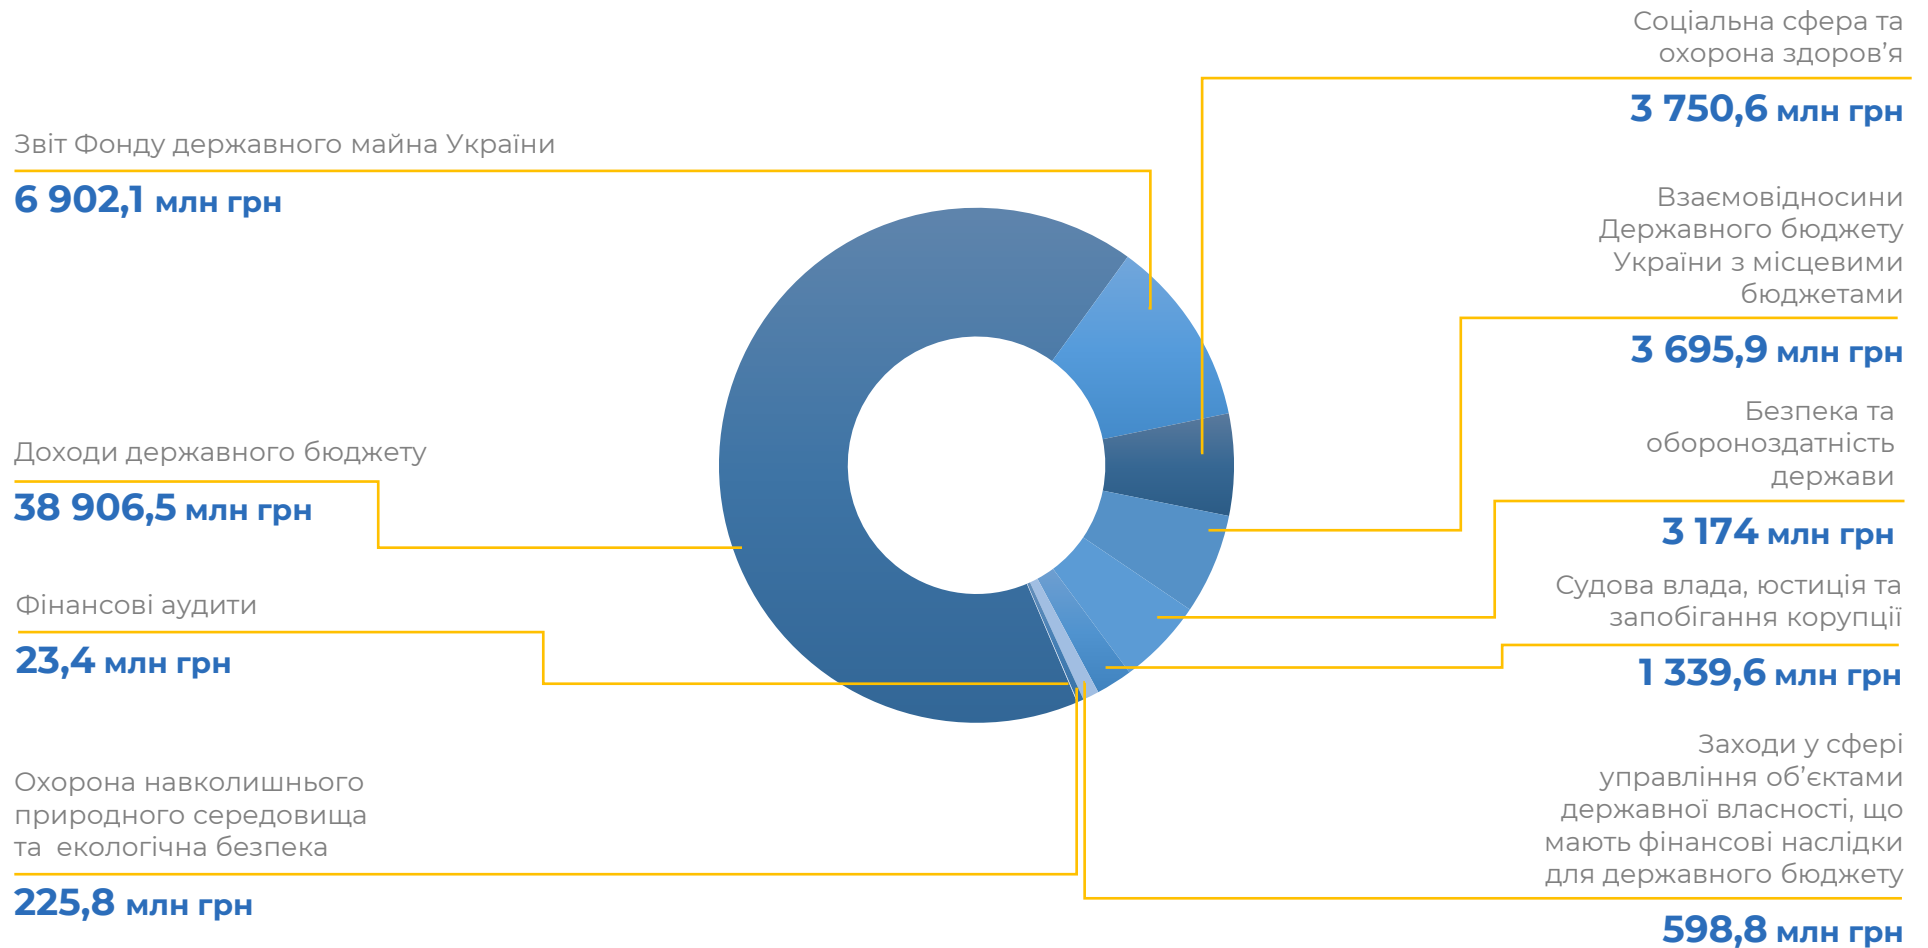 Соціальна сфера та
охорона здоров’я
3 750,6 млн грн
Звіт Фонду державного майна України
6 902,1 млн грн
Взаємовідносини
Державного бюджету
України з місцевими
бюджетами
3 695,9 млн грн
Безпека та
обороноздатність
держави
3 174 млн грн
Доходи державного бюджету
38 906,5 млн грн
Судова влада, юстиція та
запобігання корупції
1 339,6 млн грн
Фінансові аудити
23,4 млн грн
Заходи у сфері
управління об’єктами
державної власності, що
мають фінансові наслідки
для державного бюджету
598,8 млн грн
Охорона навколишнього
природного середовища
та  екологічна безпека
225,8 млн грн